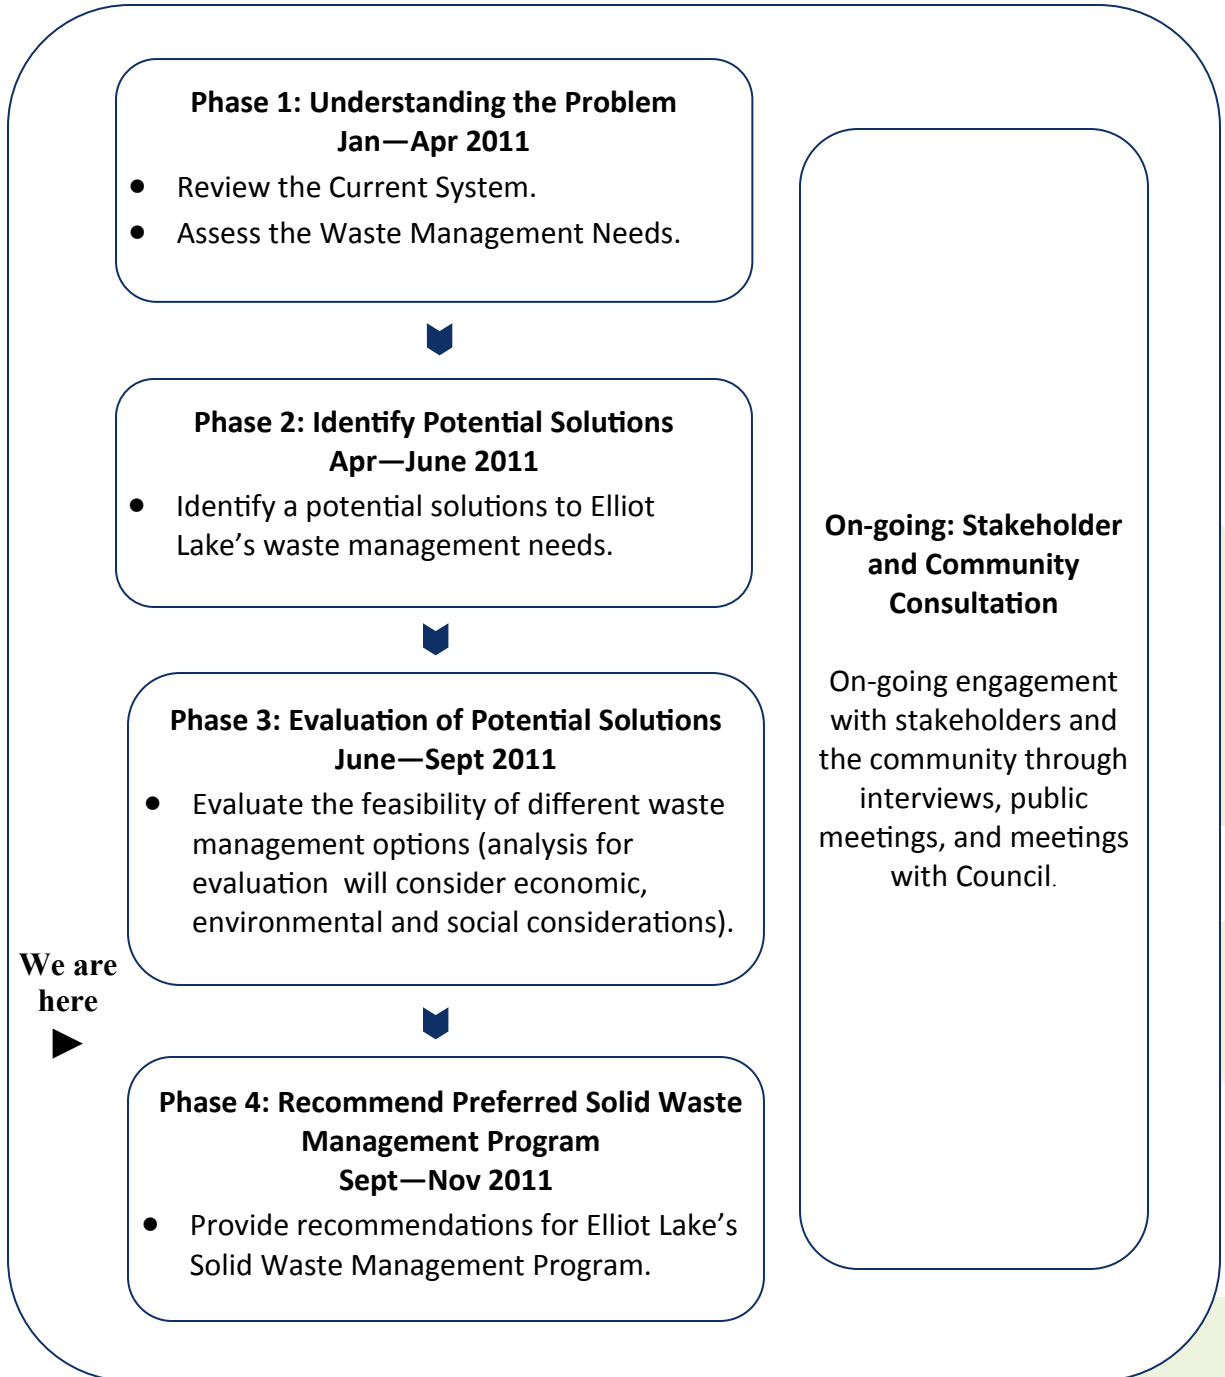 Phase 1: Understanding the Problem
Jan—Apr 2011
● Review the Current System.
● Assess the Waste Management Needs.
Phase 2: Identify Potential Solutions
Apr—June 2011
● Identify a potential solutions to Elliot
Lake’s waste management needs.
Phase 3: Evaluation of Potential Solutions
June—Sept 2011
● Evaluate the feasibility of different waste
management options (analysis for
evaluation  will consider economic,
environmental and social considerations).
We are
here
►
Phase 4: Recommend Preferred Solid Waste
Management Program
Sept—Nov 2011
● Provide recommendations for Elliot Lake’s
Solid Waste Management Program.
On-going: Stakeholder
and Community
Consultation
On-going engagement
with stakeholders and
the community through
interviews, public
meetings, and meetings
with Council.